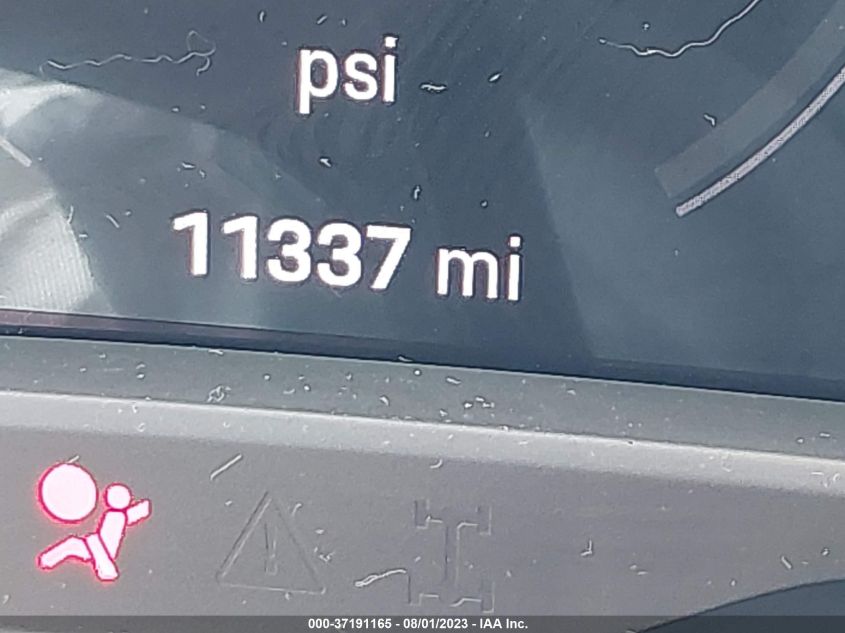 psi
11337 mi
000-37191165 - 08/01/2023 - IAA Inc.